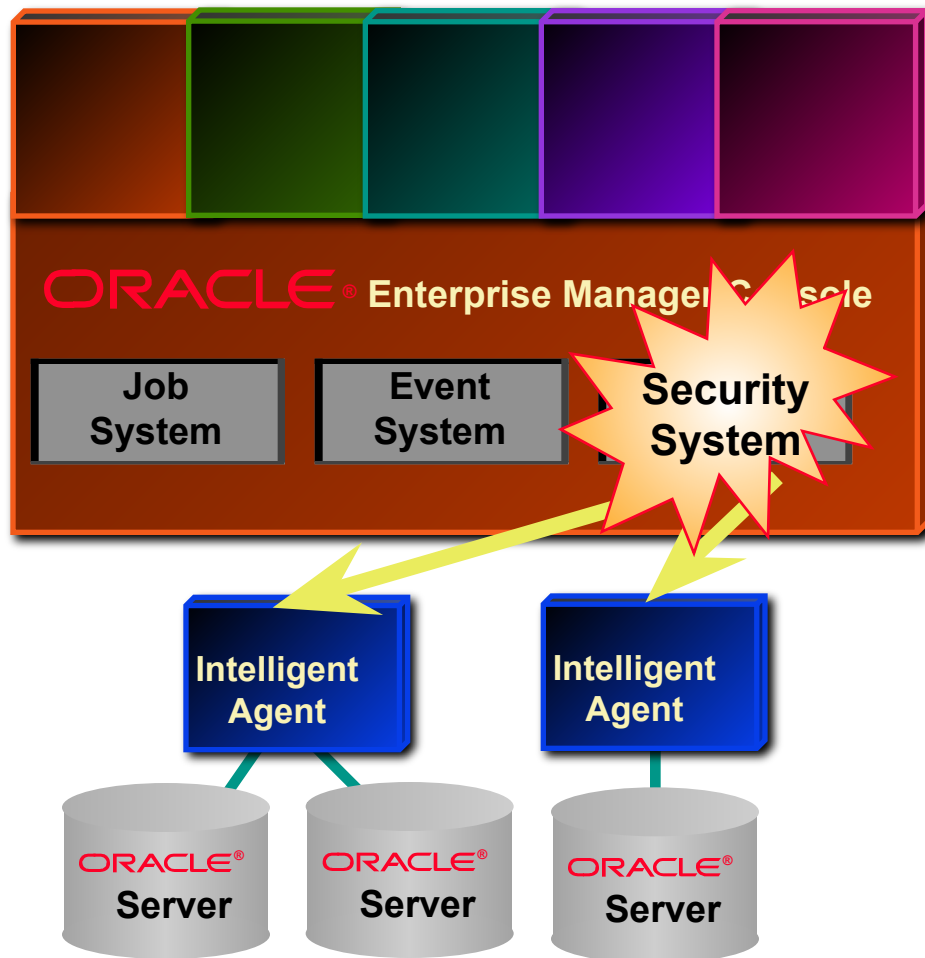 ORACLE® Enterprise Manager Console
Job
System
Event
System
Security
System
Intelligent
Agent
Intelligent
Agent
ORACLE®
Server
ORACLE®
Server
ORACLE®
Server